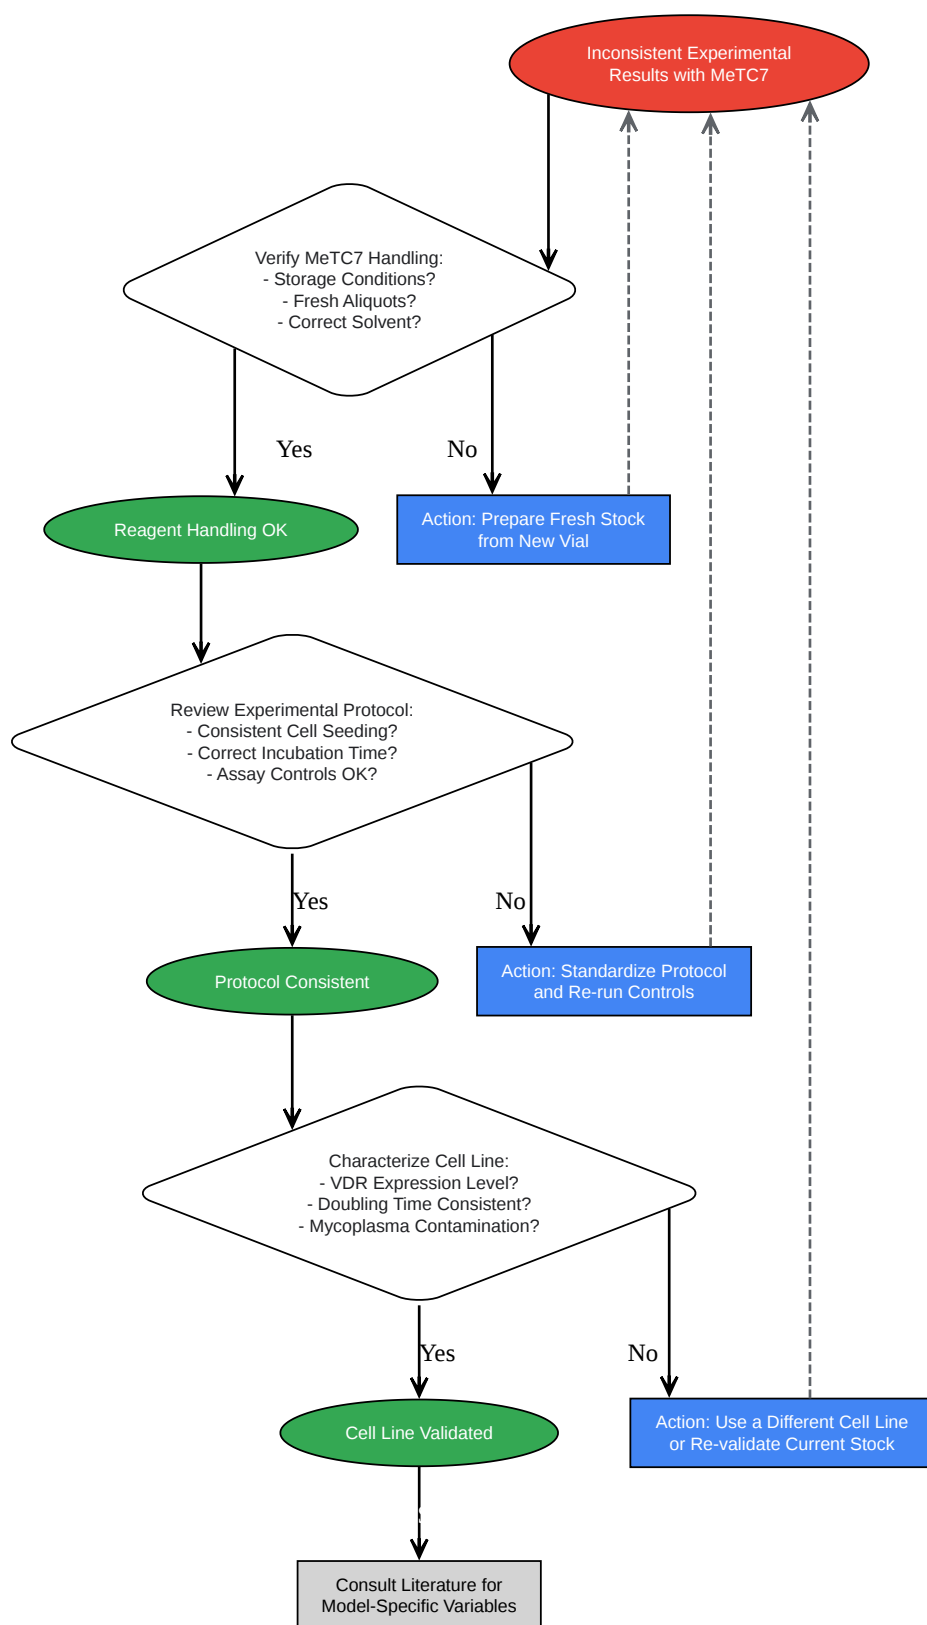 Inconsistent Experimental
Results with MeTC7
Verify MeTC7 Handling:
- Storage Conditions?
- Fresh Aliquots?
- Correct Solvent?
Yes
No
Reagent Handling OK
Action: Prepare Fresh Stock
from New Vial
Review Experimental Protocol:
- Consistent Cell Seeding?
- Correct Incubation Time?
- Assay Controls OK?
Yes
No
Protocol Consistent
Action: Standardize Protocol
and Re-run Controls
Characterize Cell Line:
- VDR Expression Level?
- Doubling Time Consistent?
- Mycoplasma Contamination?
Yes
No
Cell Line Validated
Action: Use a Different Cell Line
or Re-validate Current Stock
Consult Literature for
Model-Specific Variables